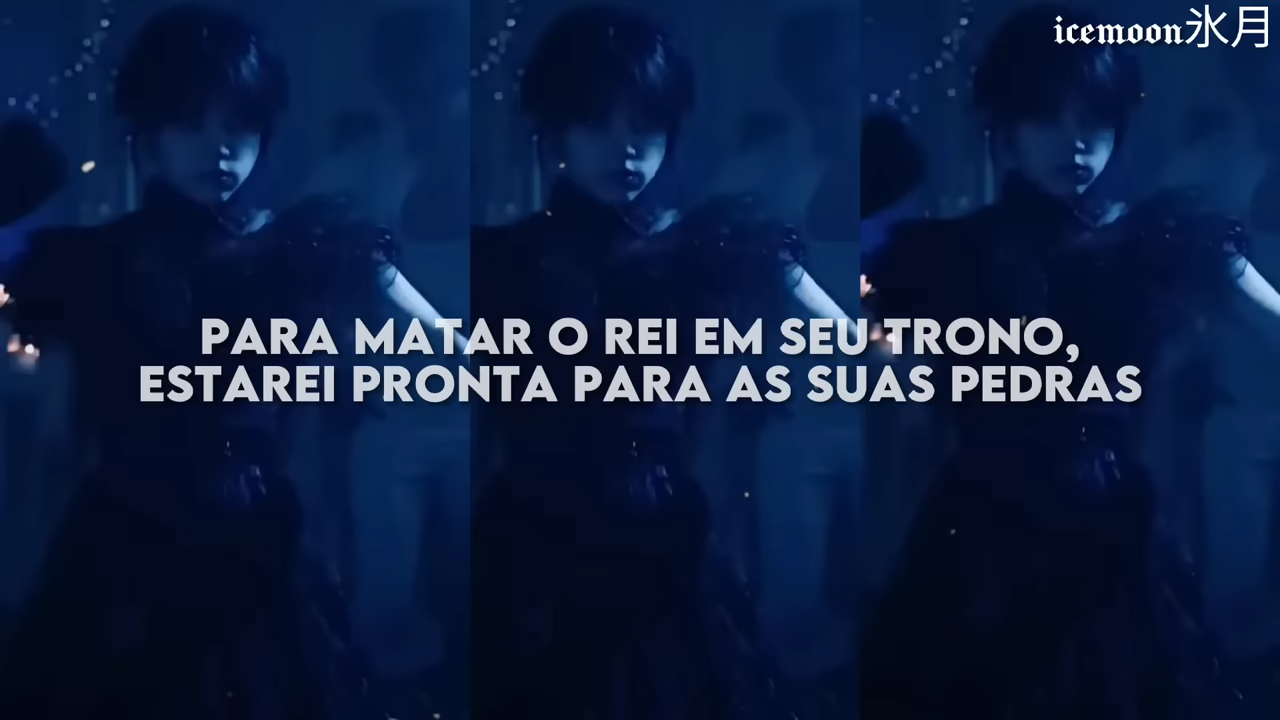 icemoon氷月
PARA MATAR O REI EM SEU TRONO,
ESTAREI PRONTA PARA AS SUAS PEDRAS